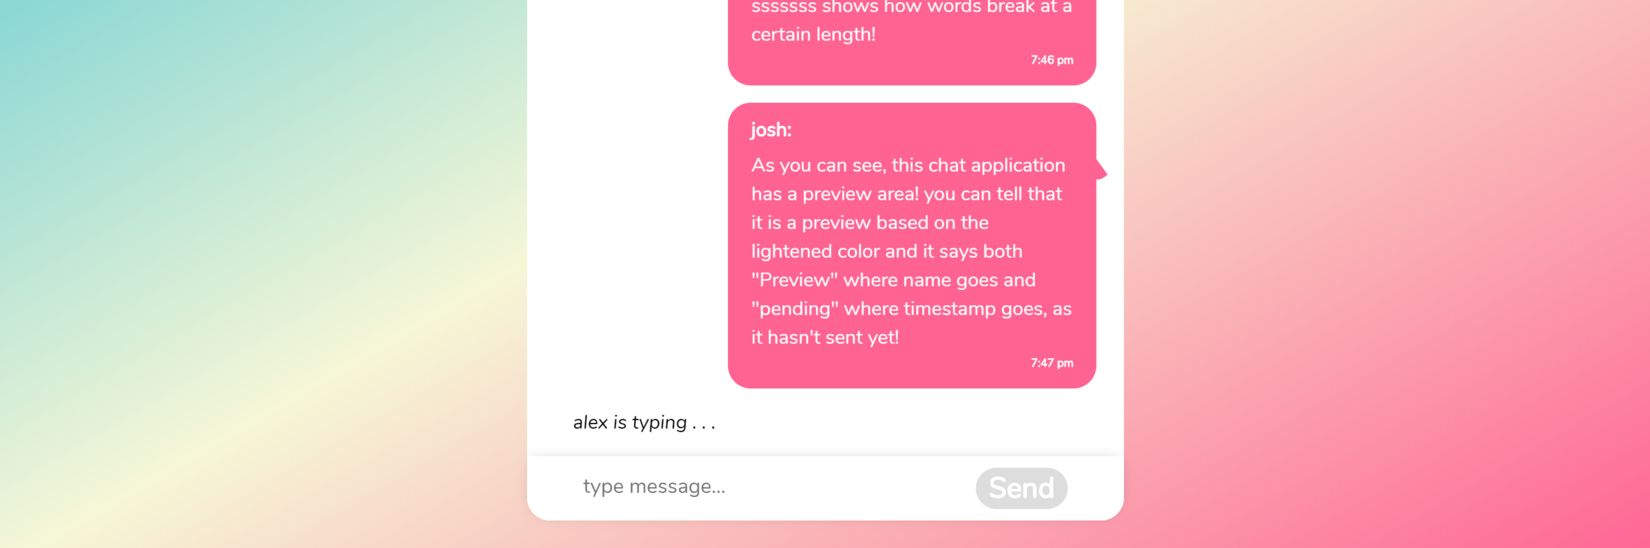 sssssss shows how words break at a
certain length!
7:46 pm
josh:
As you can see, this chat application
has a preview area! you can tell that
it is a preview based on the
lightened color and it says both
"Preview" where name goes and
"pending" where timestamp goes, as
it hasn't sent yet!
7:47 pm
alex is typing . . .
type message...
Send